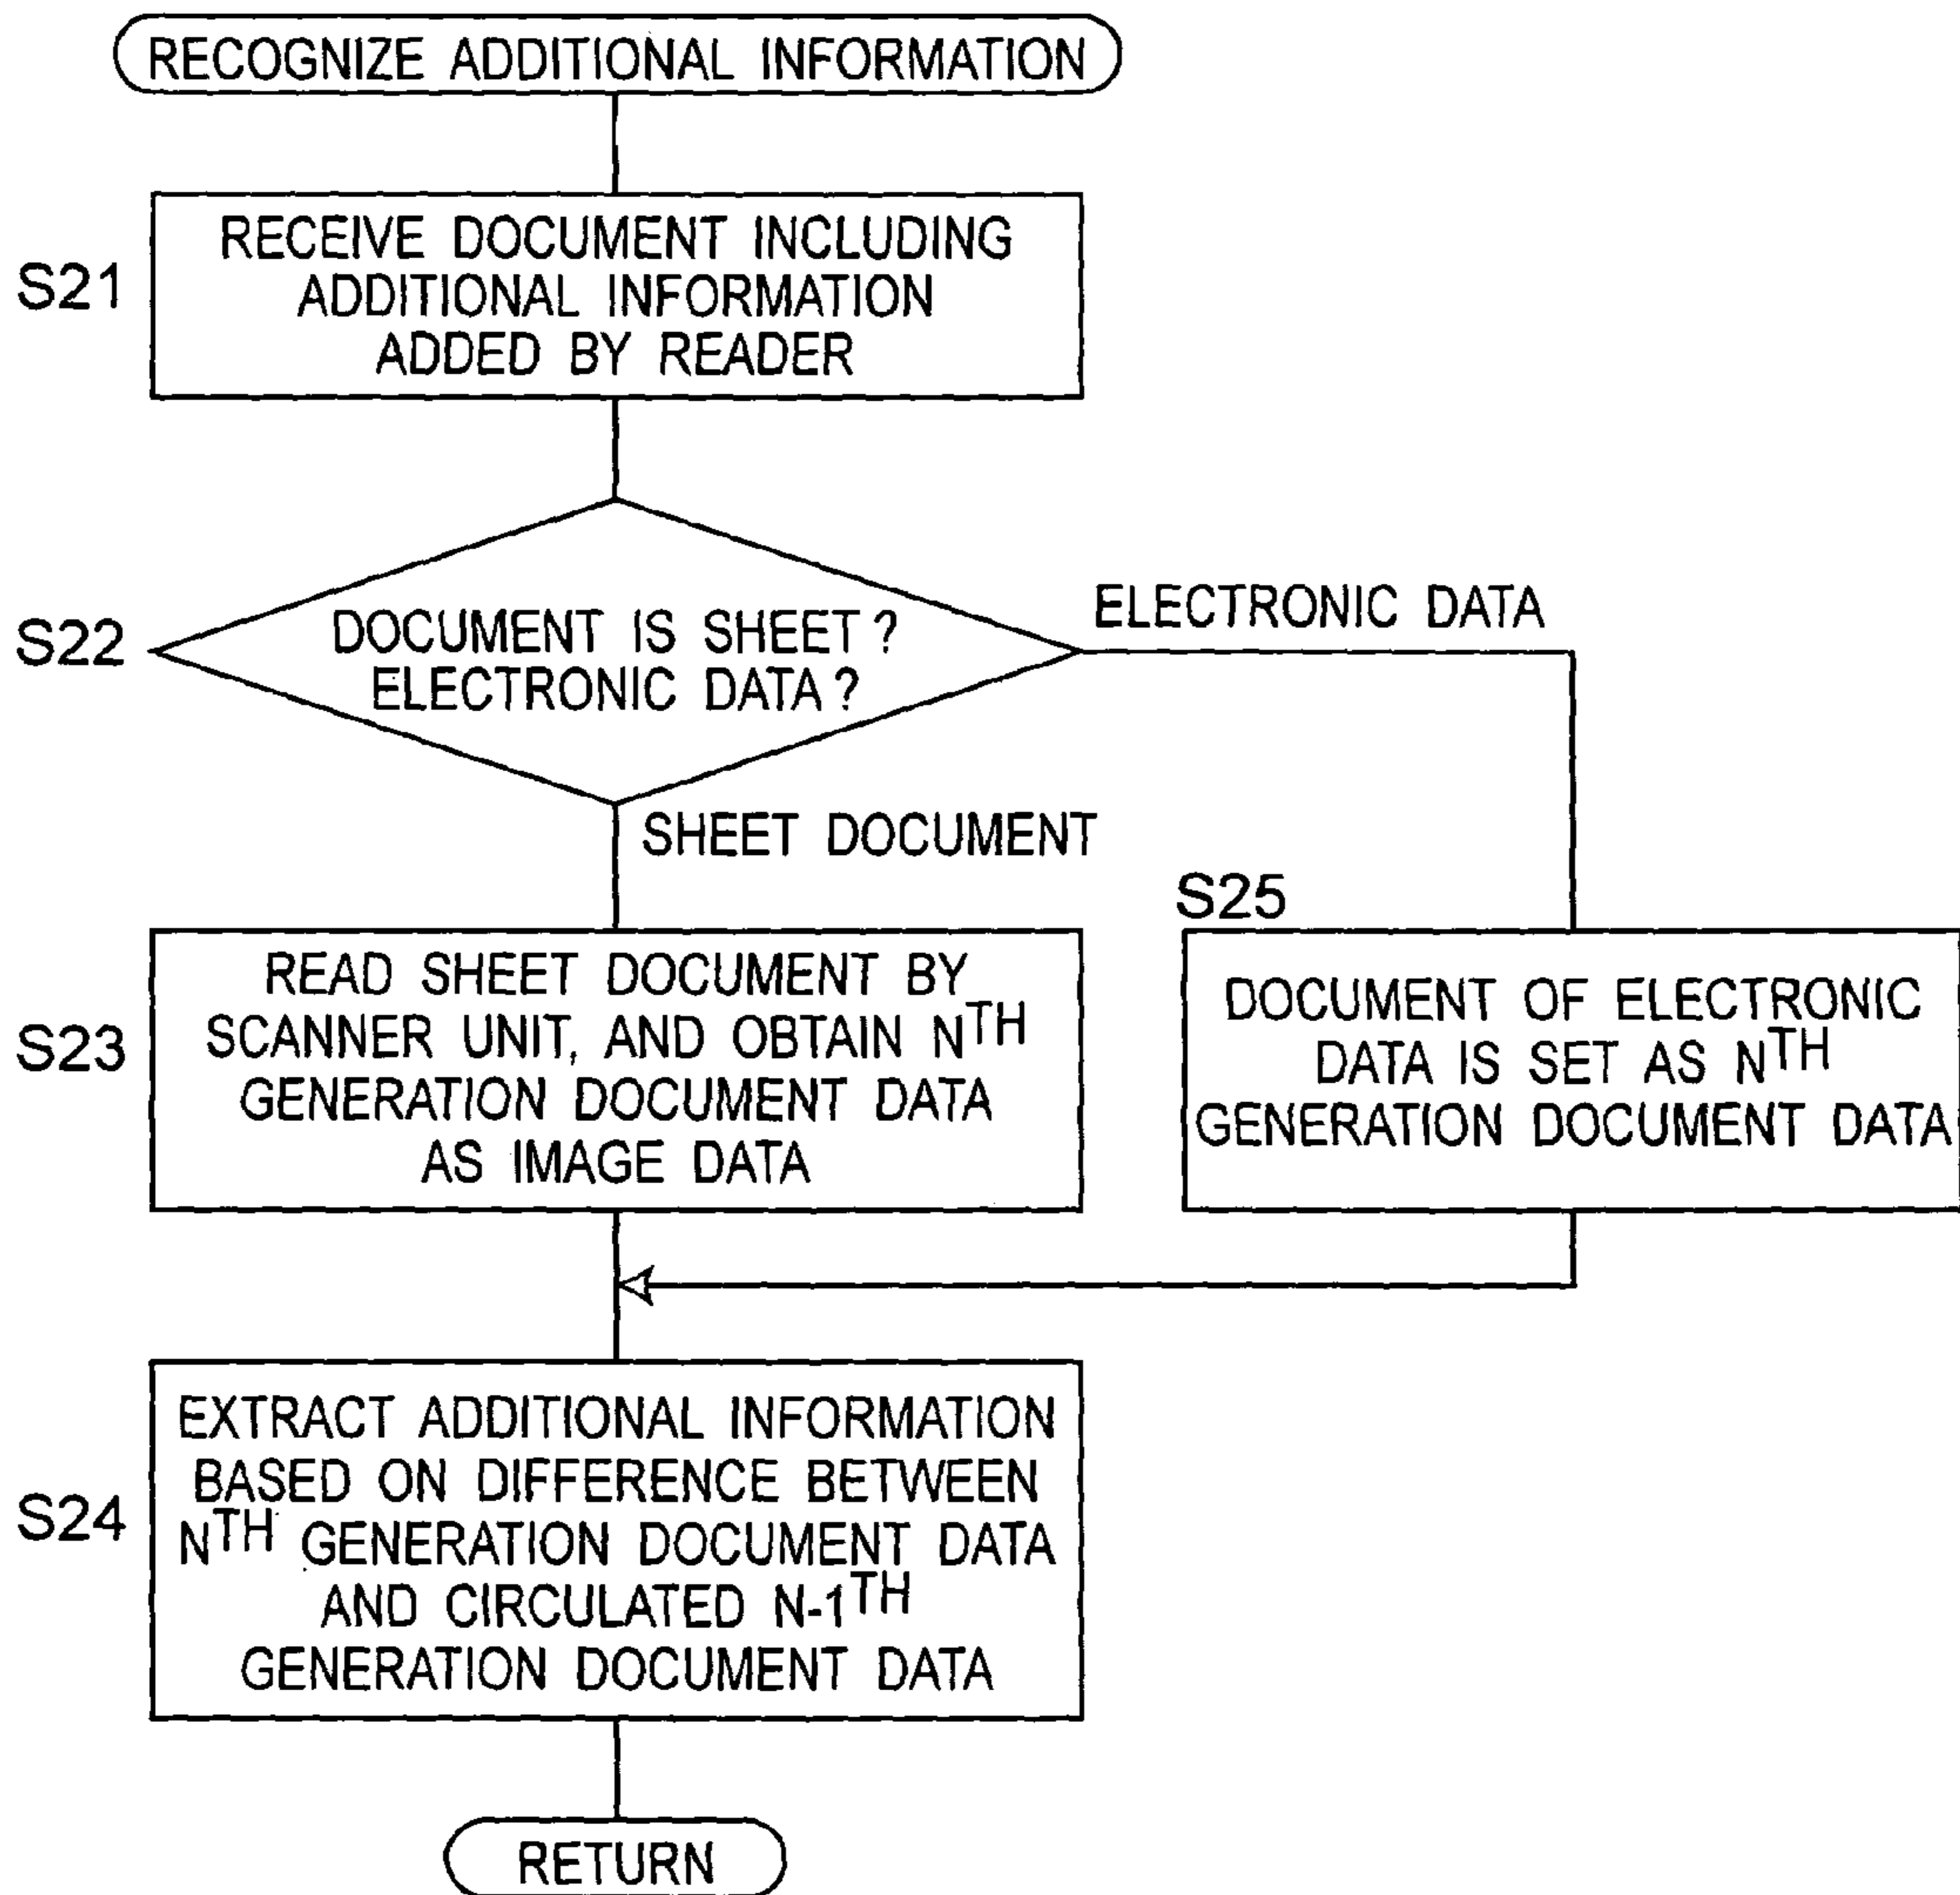 RECOGNIZE ADDITIONAL INFORMATION
S21
RECEIVE DOCUMENT INCLUDING
ADDITIONAL INFORMATION
ADDED BY READER
S22
DOCUMENT IS SHEET?
ELECTRONIC DATA?
ELECTRONIC DATA
SHEET DOCUMENT
S23
READ SHEET DOCUMENT BY
SCANNER UNIT, AND OBTAIN NTH
GENERATION DOCUMENT DATA
AS IMAGE DATA
S25
DOCUMENT OF ELECTRONIC
DATA IS SET AS NTH
GENERATION DOCUMENT DATA
S24
EXTRACT ADDITIONAL INFORMATION
BASED ON DIFFERENCE BETWEEN
NTH GENERATION DOCUMENT DATA
AND CIRCULATED N-1TH
GENERATION DOCUMENT DATA
RETURN